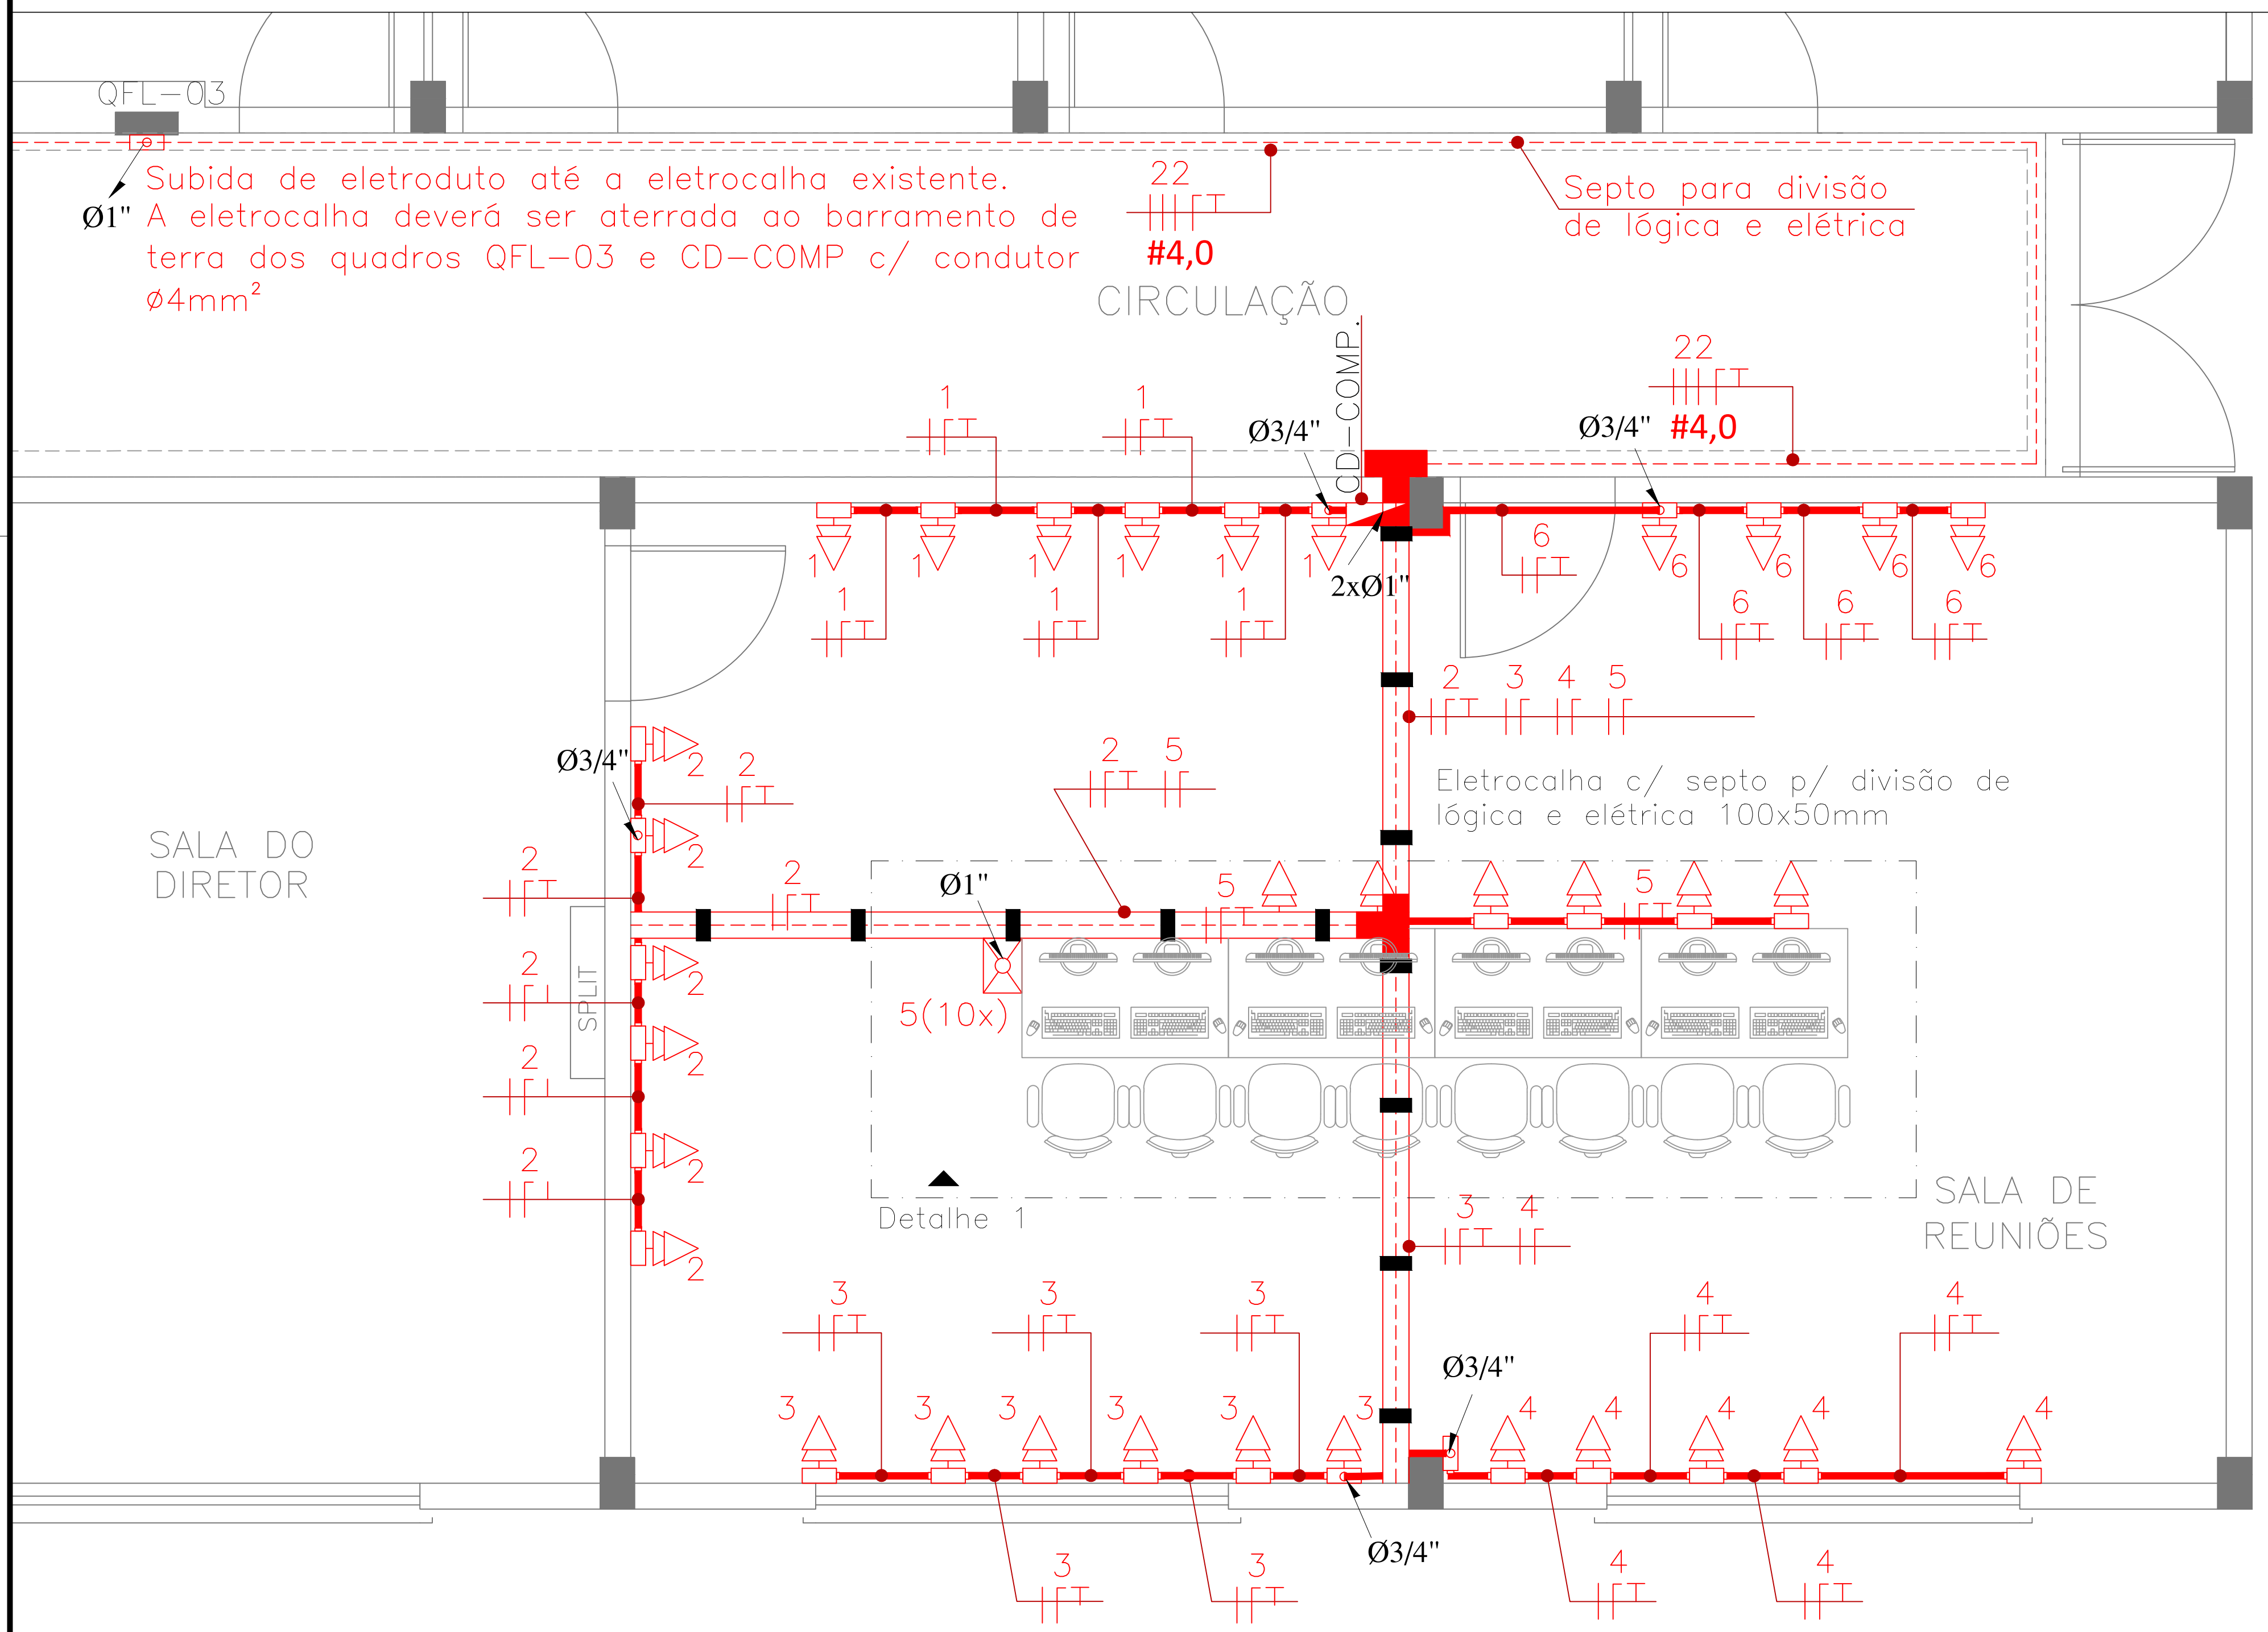 QFL-03
Subida de eletroduto até a eletrocalha existente.
Ø1" A eletrocalha deverá ser aterrada ao barramento de
terra dos quadros QFL-03 e CD-COMP c/ condutor
ø4mm²
22
#4,0
Septo para divisão
de lógica e elétrica
CIRCULAÇÃO
CD-COMP.
22
#4,0
Ø3/4"
Ø3/4"
1
1
1 1 1 1 1 1
2xØ1"
6
6 6 6 6
1 1 1
6 6 6
2 3 4 5
Ø3/4"
2
2
2 5
Eletrocalha c/ septo p/ divisão de
lógica e elétrica 100x50mm
SALA DO
DIRETOR
2
2
2
Ø1"
5
5
2
2
SPLIT
5(10x)
2
2
2
2
2
2
Detalhe 1
SALA DE
REUNIÕES
3 4
3 3 3
4 4
Ø3/4"
3 3 3 3 3 3
4 4 4 4 4
Ø3/4"
3 3
4 4